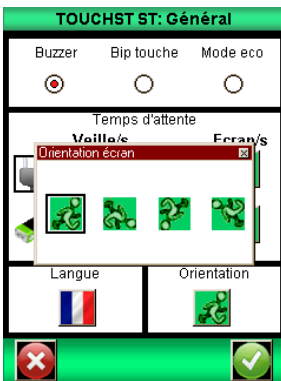 TOUCHST ST: Général
Buzzer Bip touche Mode eco
Temps d'attente
Veille/s Ecran/s
Orientation écran
Langue Orientation